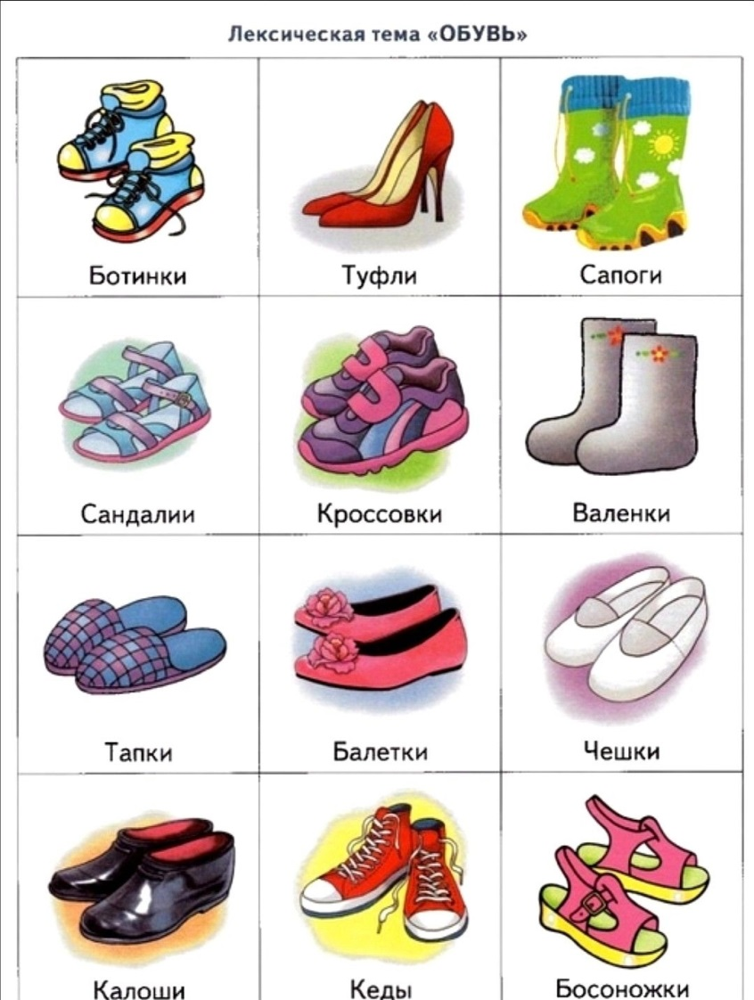 Лексическая тема «ОБУВЬ»
Ботинки
Туфли
Сапоги
Сандалии
Кроссовки
Валенки
Тапки
Балетки
Чешки
Калоши
Кеды
Босоножки